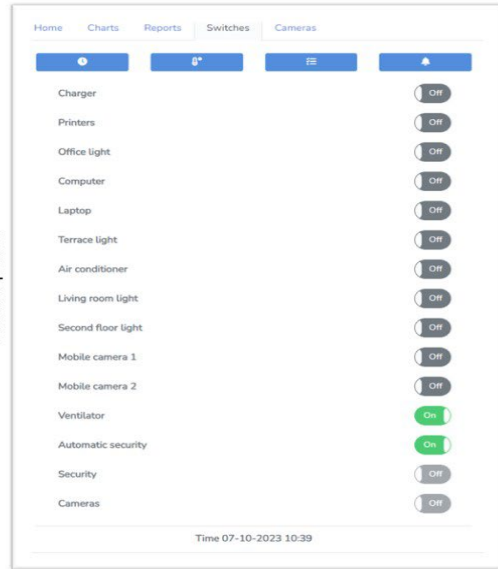 Home Charts Reports Switches Cameras
Charger Off
Printers Off
Office light Off
Computer Off
Laptop Off
Terrace light Off
Air conditioner Off
Living room light Off
Second floor light Off
Mobile camera 1 Off
Mobile camera 2 Off
Ventilator On
Automatic security On
Security Off
Cameras Off
Time 07-10-2023 10:39